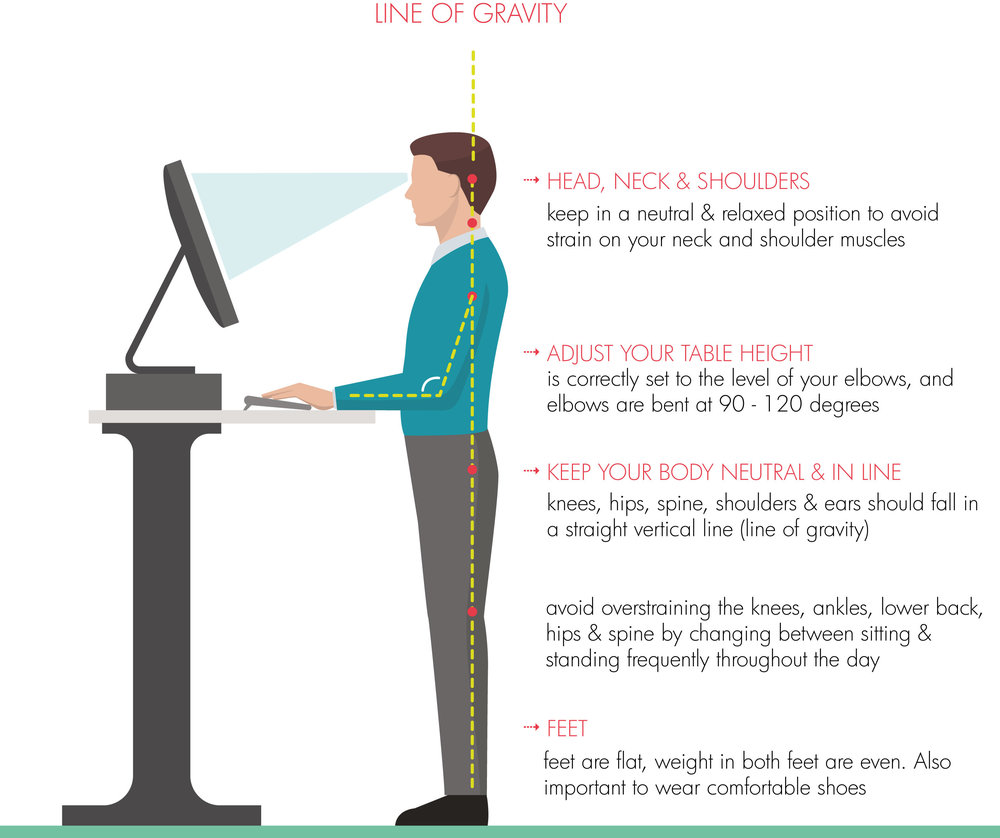 LINE OF GRAVITY
HEAD, NECK & SHOULDERS
keep in a neutral & relaxed position to avoid
strain on your neck and shoulder muscles
ADJUST YOUR TABLE HEIGHT
is correctly set to the level of your elbows, and
elbows are bent at 90 - 120 degrees
KEEP YOUR BODY NEUTRAL & IN LINE
knees, hips, spine, shoulders & ears should fall in
a straight vertical line (line of gravity)
avoid overstraining the knees, ankles, lower back,
hips & spine by changing between sitting &
standing frequently throughout the day
FEET
feet are flat, weight in both feet are even. Also
important to wear comfortable shoes